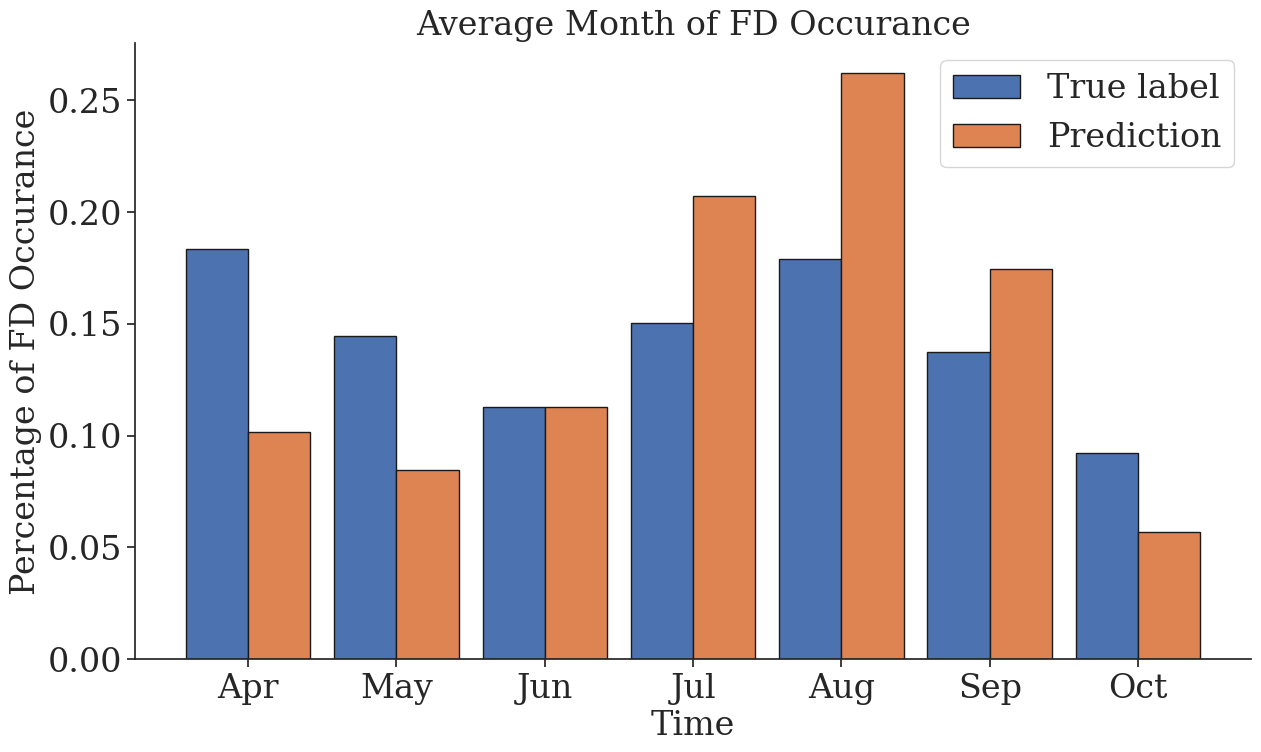 Average Month of FD Occurance
True label
Prediction
Percentage of FD Occurance
0.25
0.20
0.15
0.10
0.05
0.00
Apr May Jun Jul Aug Sep Oct
Time